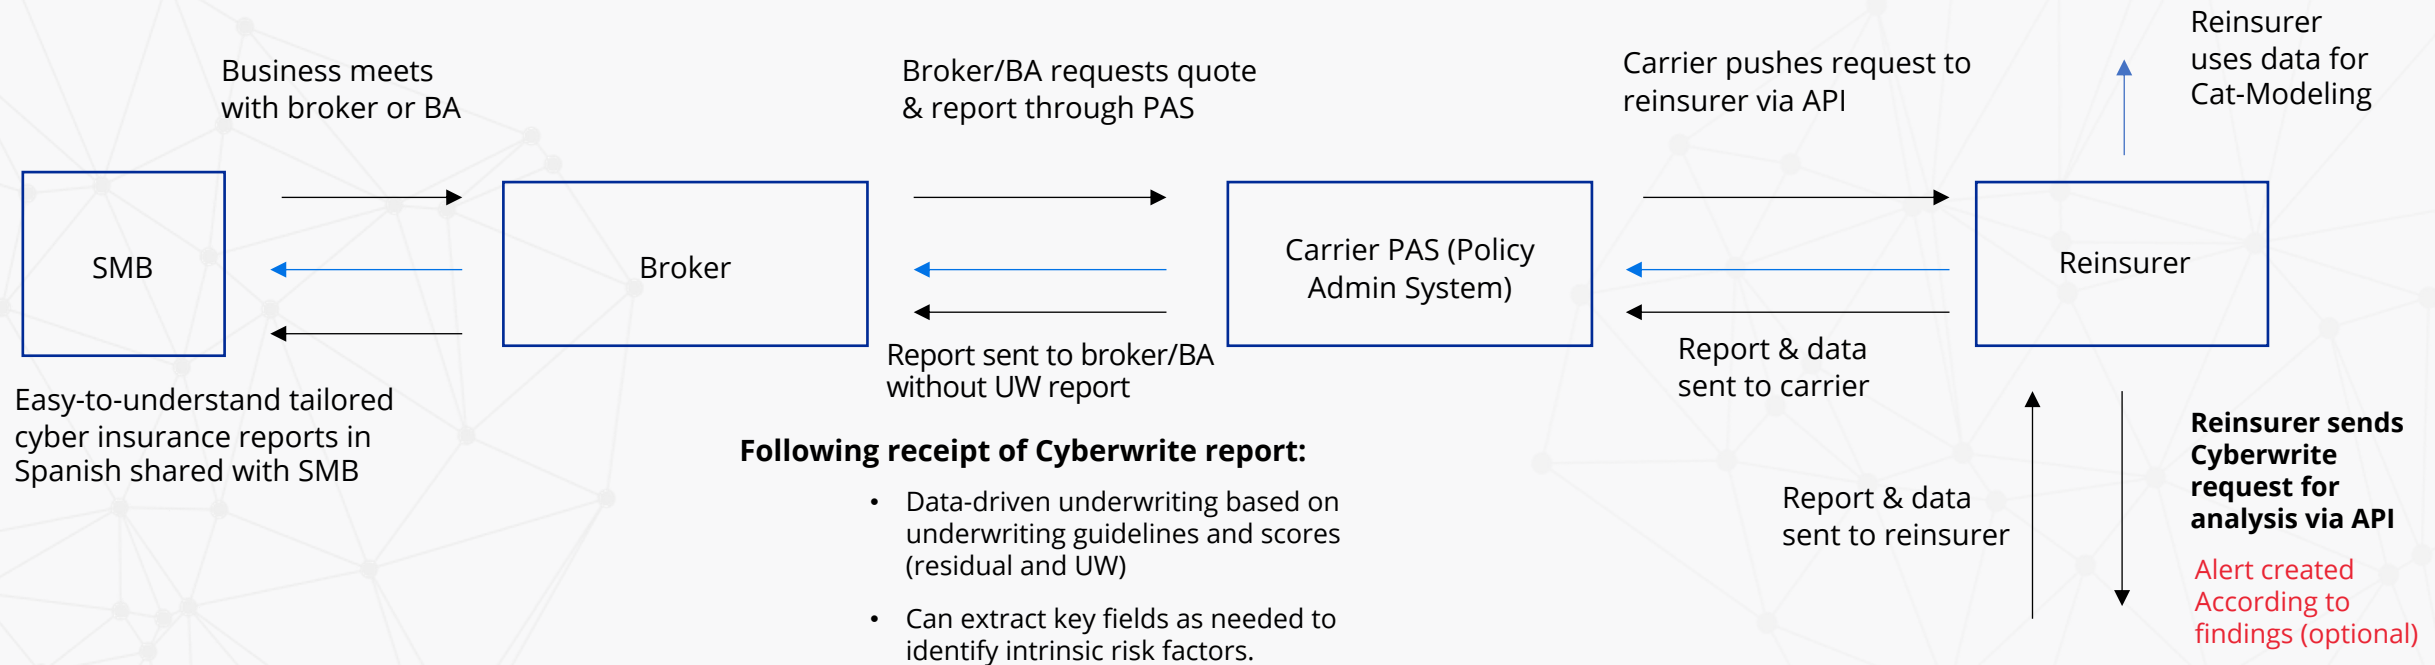 Business meets
with broker or BA
Broker/BA requests quote
& report through PAS
Carrier pushes request to
reinsurer via API
Reinsurer
uses data for
Cat-Modeling
SMB
Broker
Carrier PAS (Policy
Admin System)
Reinsurer
Easy-to-understand tailored
cyber insurance reports in
Spanish shared with SMB
Report sent to broker/BA
without UW report
Report & data
sent to carrier
Following receipt of Cyberwrite report:
• Data-driven underwriting based on
underwriting guidelines and scores
(residual and UW)
• Can extract key fields as needed to
identify intrinsic risk factors.
Report & data
sent to reinsurer
Reinsurer sends
Cyberwrite
request for
analysis via API
Alert created
According to
findings (optional)